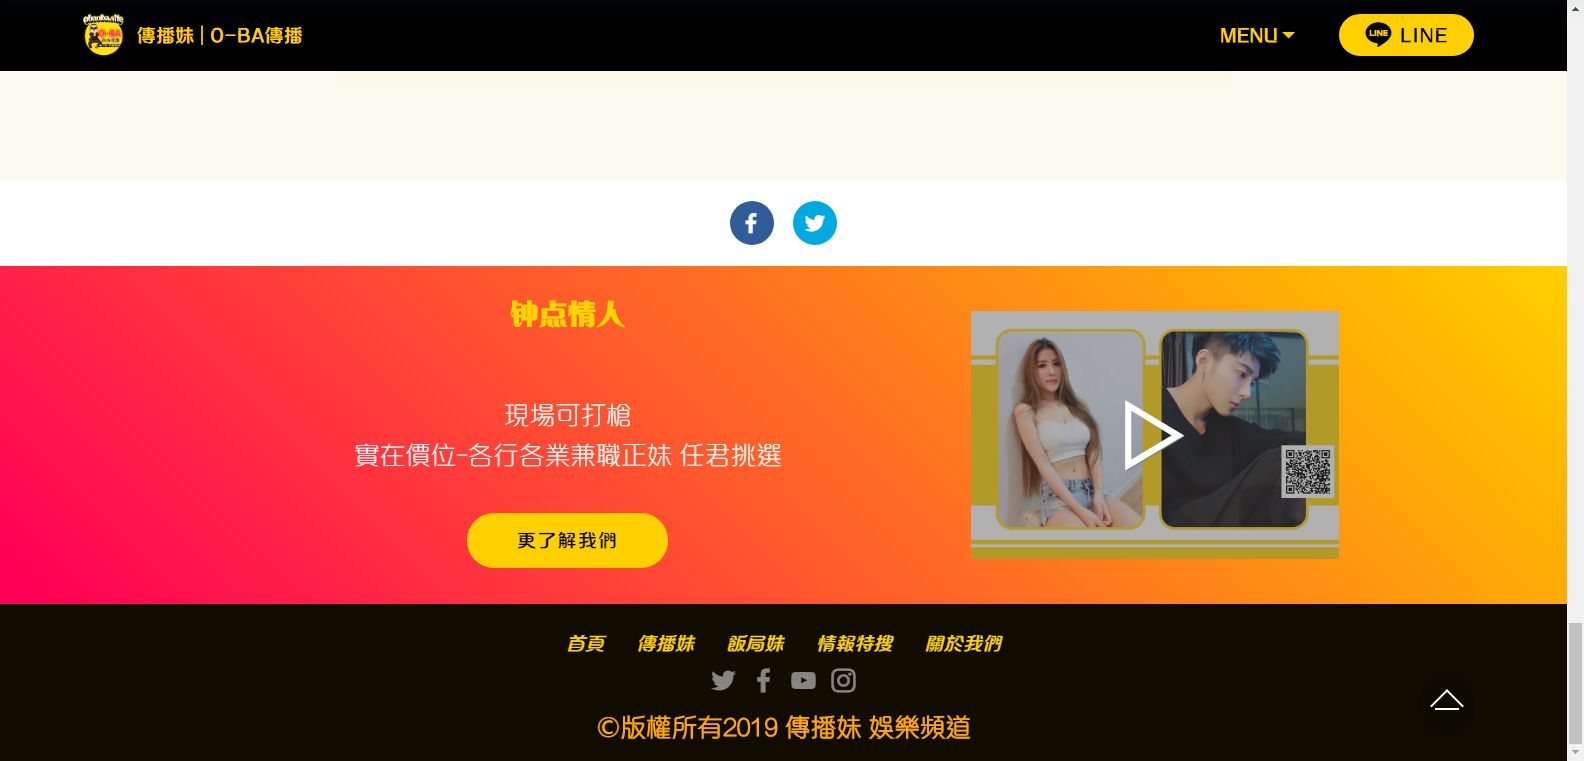 傳播妹 | O-BA傳播
MENU
LINE
LINE
钟点情人
現場可打槍
實在價位-各行各業兼職正妹 任君挑選
更了解我們
首頁 傳播妹 飯局妹 情報特搜 關於我們
©版權所有2019 傳播妹 娛樂頻道